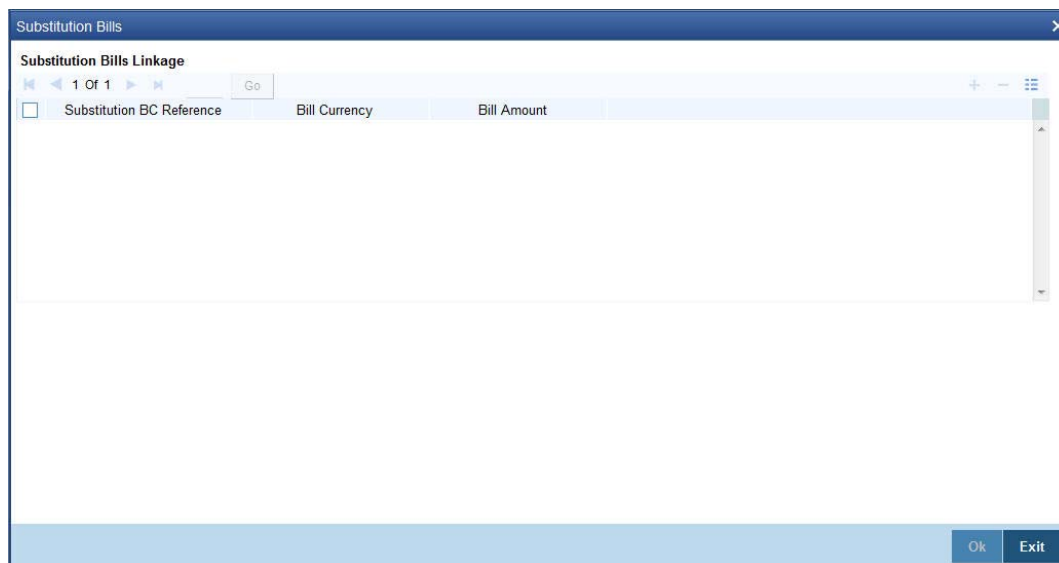 Substitution Bills
Substitution Bills Linkage
1 Of 1 Go
Substitution BC Reference Bill Currency Bill Amount
Ok Exit